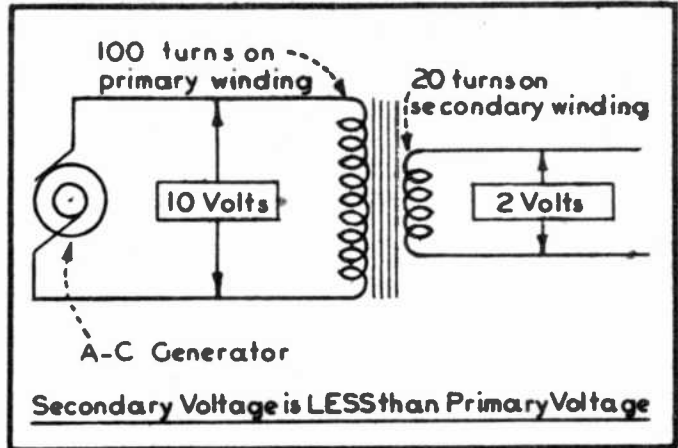 100 turns on
primary winding
20 turns on
secondary winding
10 Volts
2 Volts
A-C Generator
Secondary Voltage is LESS than Primary Voltage